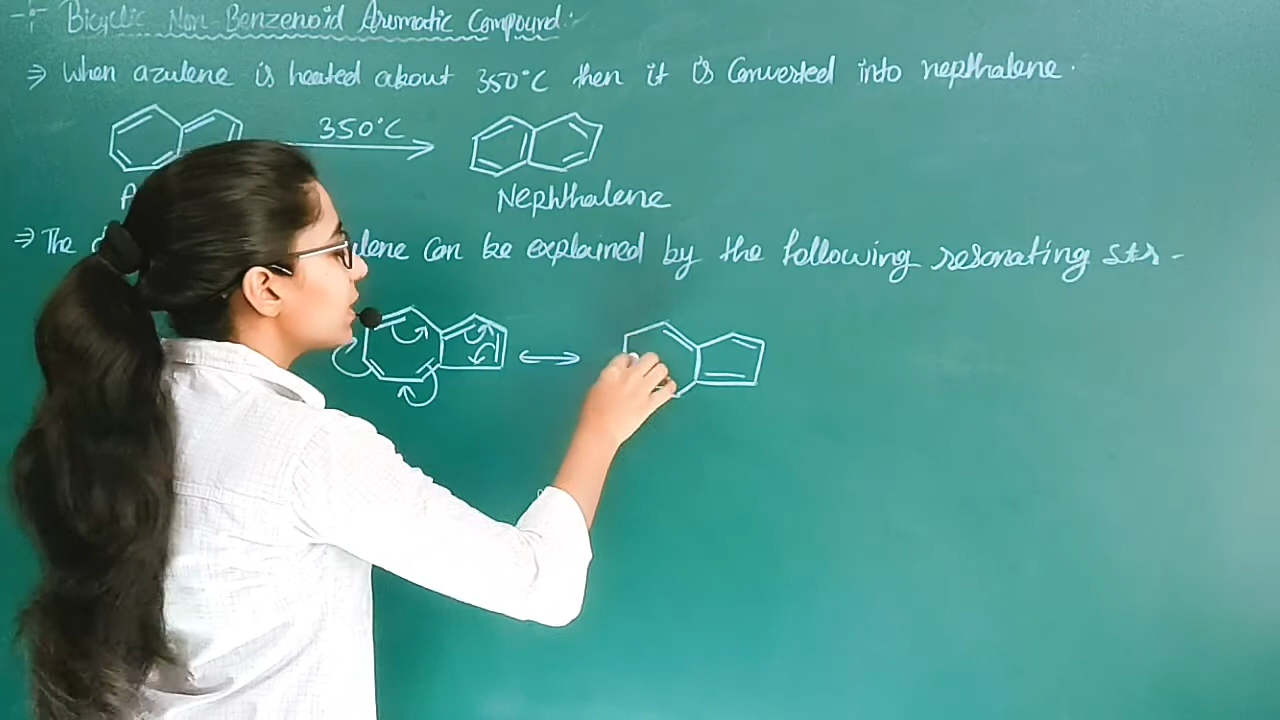 Bicyclic Non-Benzenoid Aromatic Compound:
⇒ When azulene is heated about 350°C then it is Converted into nepthalene.
350°C
Nephthalene
⇒ The can be explained by the following resonating str-